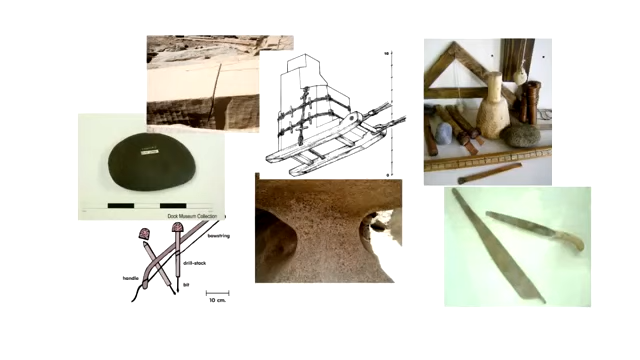 Dock Museum Collection
bowstring
drill-stock
handle
bit
10 cm.